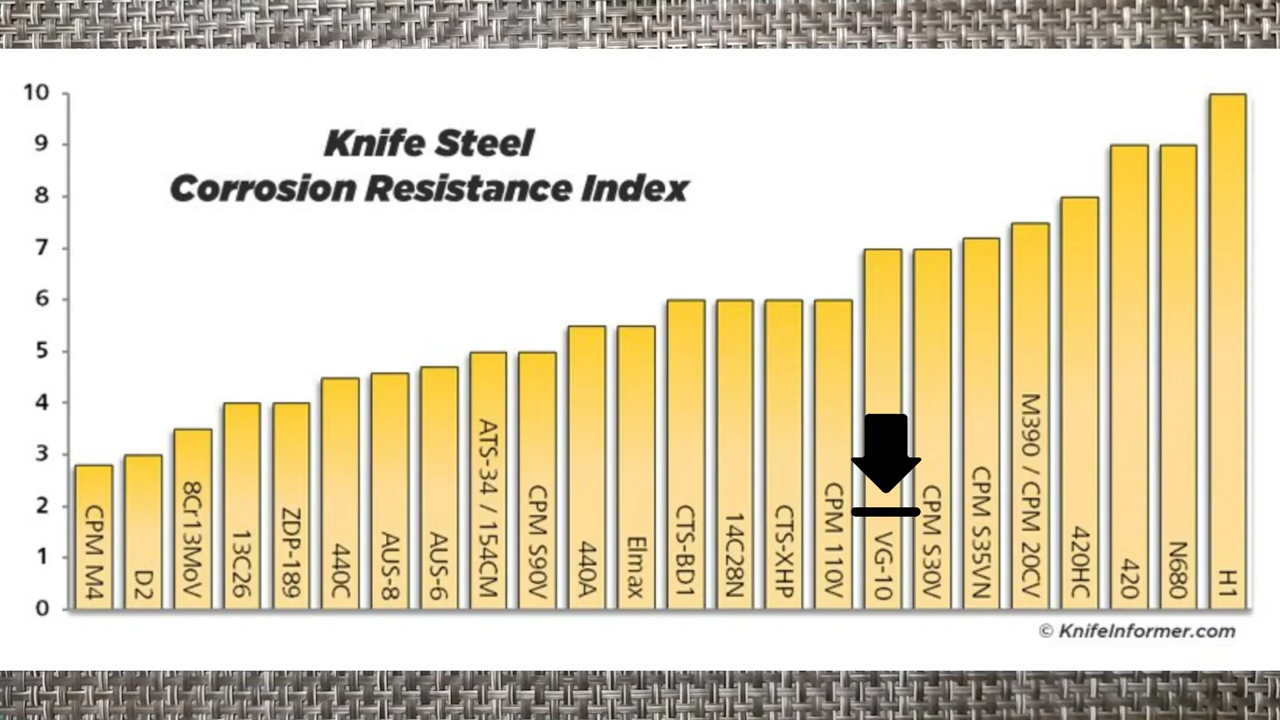 Knife Steel
Corrosion Resistance Index
10
9
8
7
6
5
4
3
2
1
0
CPM M4
D2
8Cr13MoV
13C26
ZDP-189
440C
AUS-8
AUS-6
ATS-34 / 154CM
CPM S90V
440A
Elmax
CTS-BD1
14C28N
CTS-XHP
CPM 110V
VG-10
CPM S30V
CPM S35VN
M390 / CPM 20CV
420HC
420
N680
H1
© KnifeInformer.com